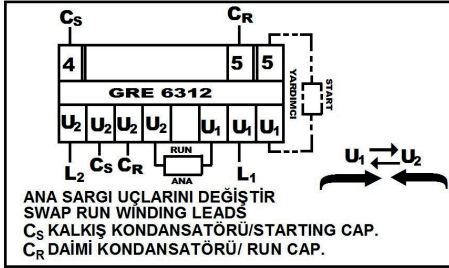 CS CR
4 5 5
GRE 6312
YARDIMCI
START
U2 U2 U2 U2 U1 U1 U1
RUN
L2 CS CR ANA L1
U1 U2
ANA SARGI UÇLARINI DEĞİŞTİR
SWAP RUN WINDING LEADS
CS KALKIŞ KONDANSATÖRÜ/STARTING CAP.
CR DAİMİ KONDANSATÖRÜ/ RUN CAP.